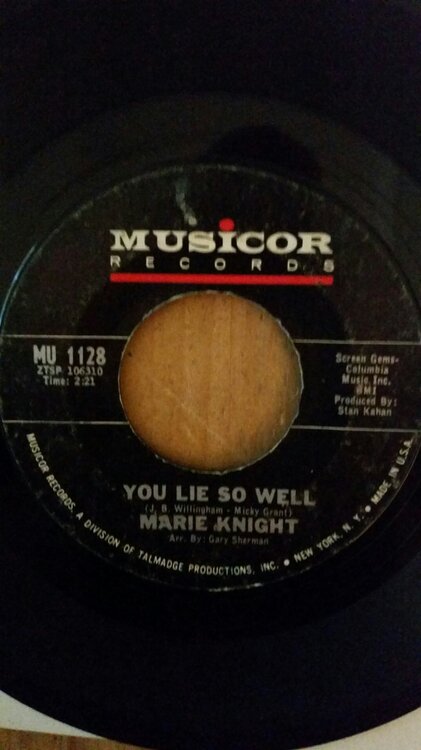 MUSICOR
RECORDS
MU 1128
ZTSP 106310
Time: 2:21
Screen Gems-
Columbia
Music, Inc.
BMI
Produced By:
Stan Kahan
YOU LIE SO WELL
(J. B. Willingham - Micky Grant)
MARIE KNIGHT
Arr. By: Gary Sherman
MUSICOR RECORDS, A DIVISION OF TALMADGE PRODUCTIONS, INC. • NEW YORK, N. Y. • MADE IN U.S.A.